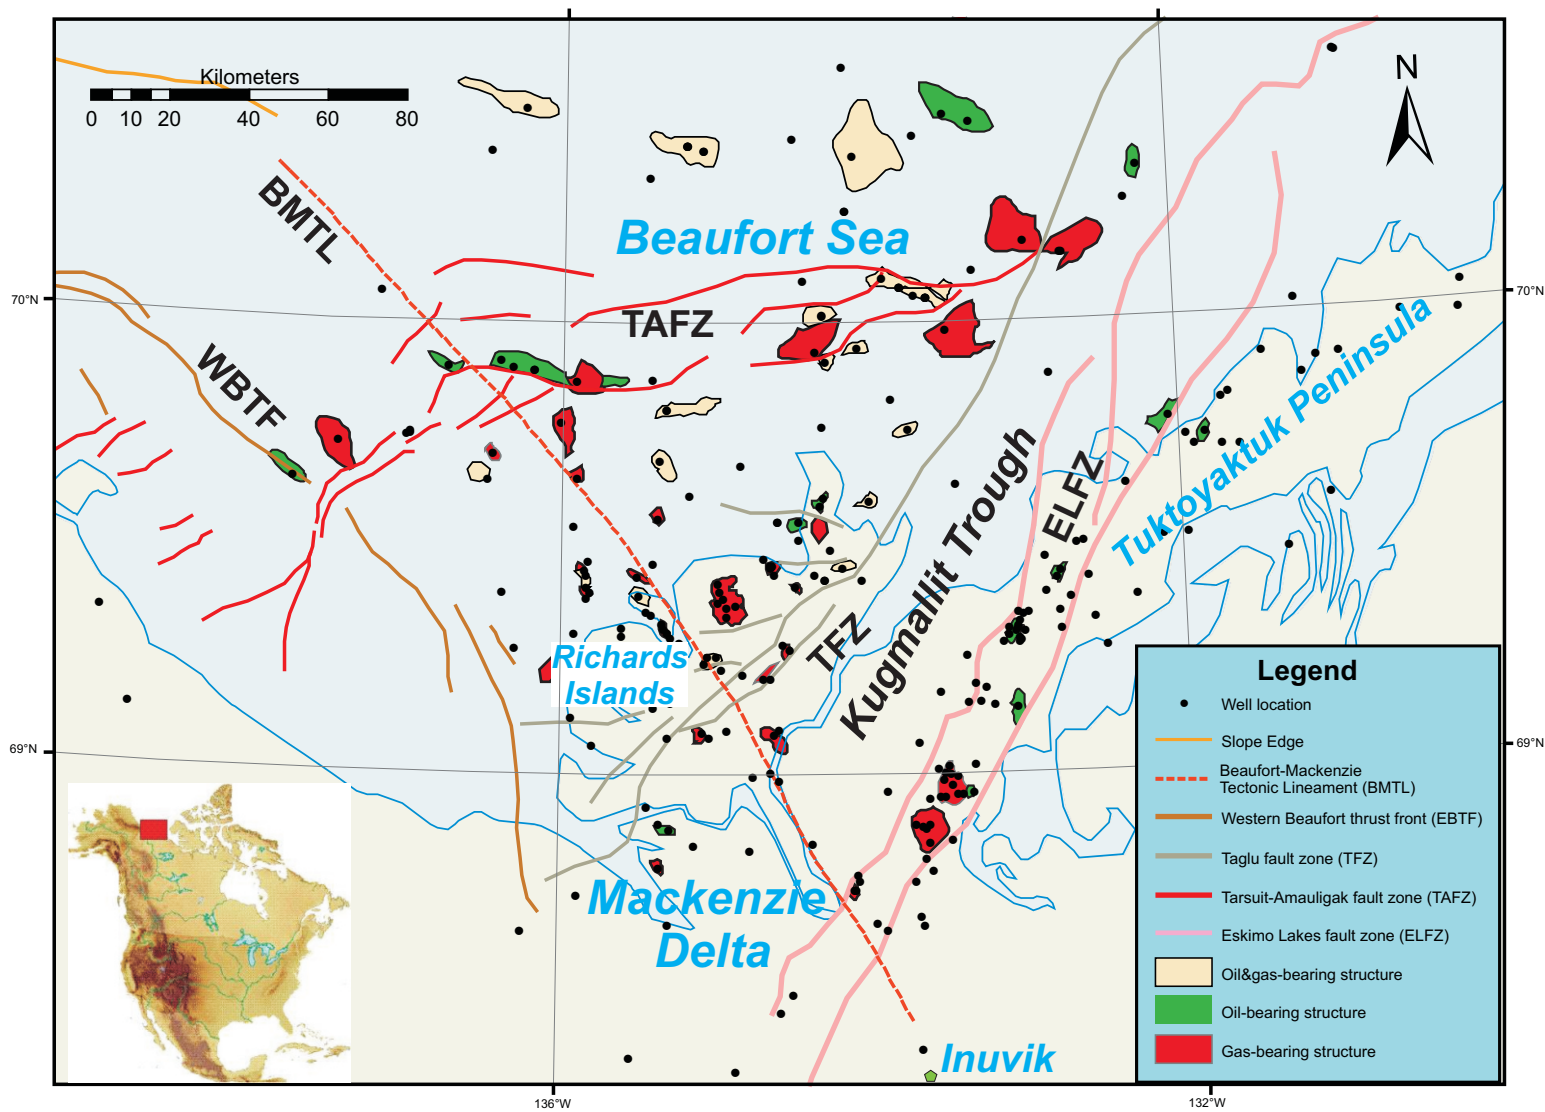 Kilometers
0 10 20 40 60 80
N
BMTL
Beaufort Sea
70°N
70°N
TAFZ
WBTF
Tuktoyaktuk Peninsula
Kugmallit Trough
ELFZ
TFZ
Richards
Islands
69°N
69°N
Mackenzie
Delta
Inuvik
136°W
132°W
Legend
Well location
Slope Edge
Beaufort-Mackenzie
Tectonic Lineament (BMTL)
Western Beaufort thrust front (EBTF)
Taglu fault zone (TFZ)
Tarsuit-Amauligak fault zone (TAFZ)
Eskimo Lakes fault zone (ELFZ)
Oil&gas-bearing structure
Oil-bearing structure
Gas-bearing structure